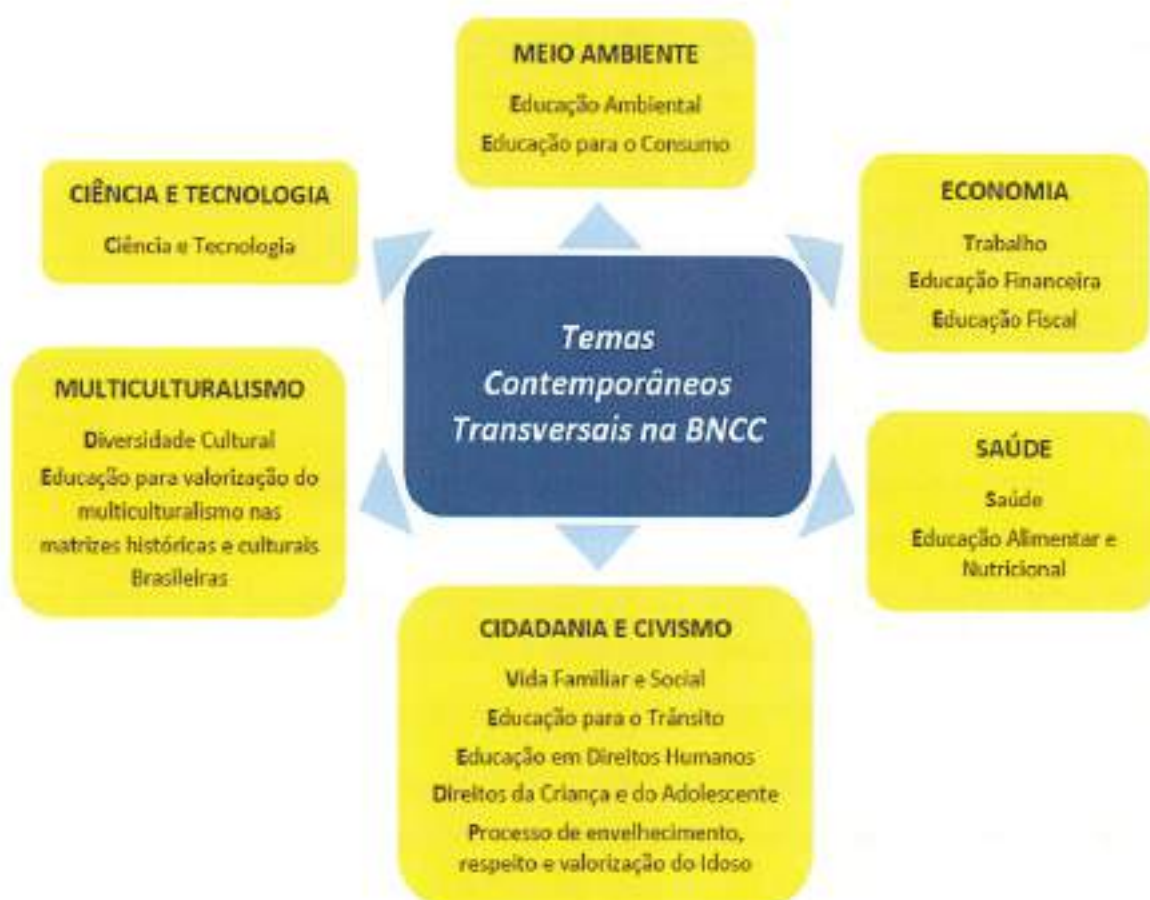 MEIO AMBIENTE
Educação Ambiental
Educação para o Consumo
CIÊNCIA E TECNOLOGIA
Ciência e Tecnologia
ECONOMIA
Trabalho
Educação Financeira
Educação Fiscal
Temas
Contemporâneos
Transversais na BNCC
MULTICULTURALISMO
Diversidade Cultural
Educação para valorização do
multiculturalismo nas
matrizes históricas e culturais
Brasileiras
SAÚDE
Saúde
Educação Alimentar e
Nutricional
CIDADANIA E CIVISMO
Vida Familiar e Social
Educação para o Trânsito
Educação em Direitos Humanos
Direitos da Criança e do Adolescente
Processo de envelhecimento,
respeito e valorização do Idoso